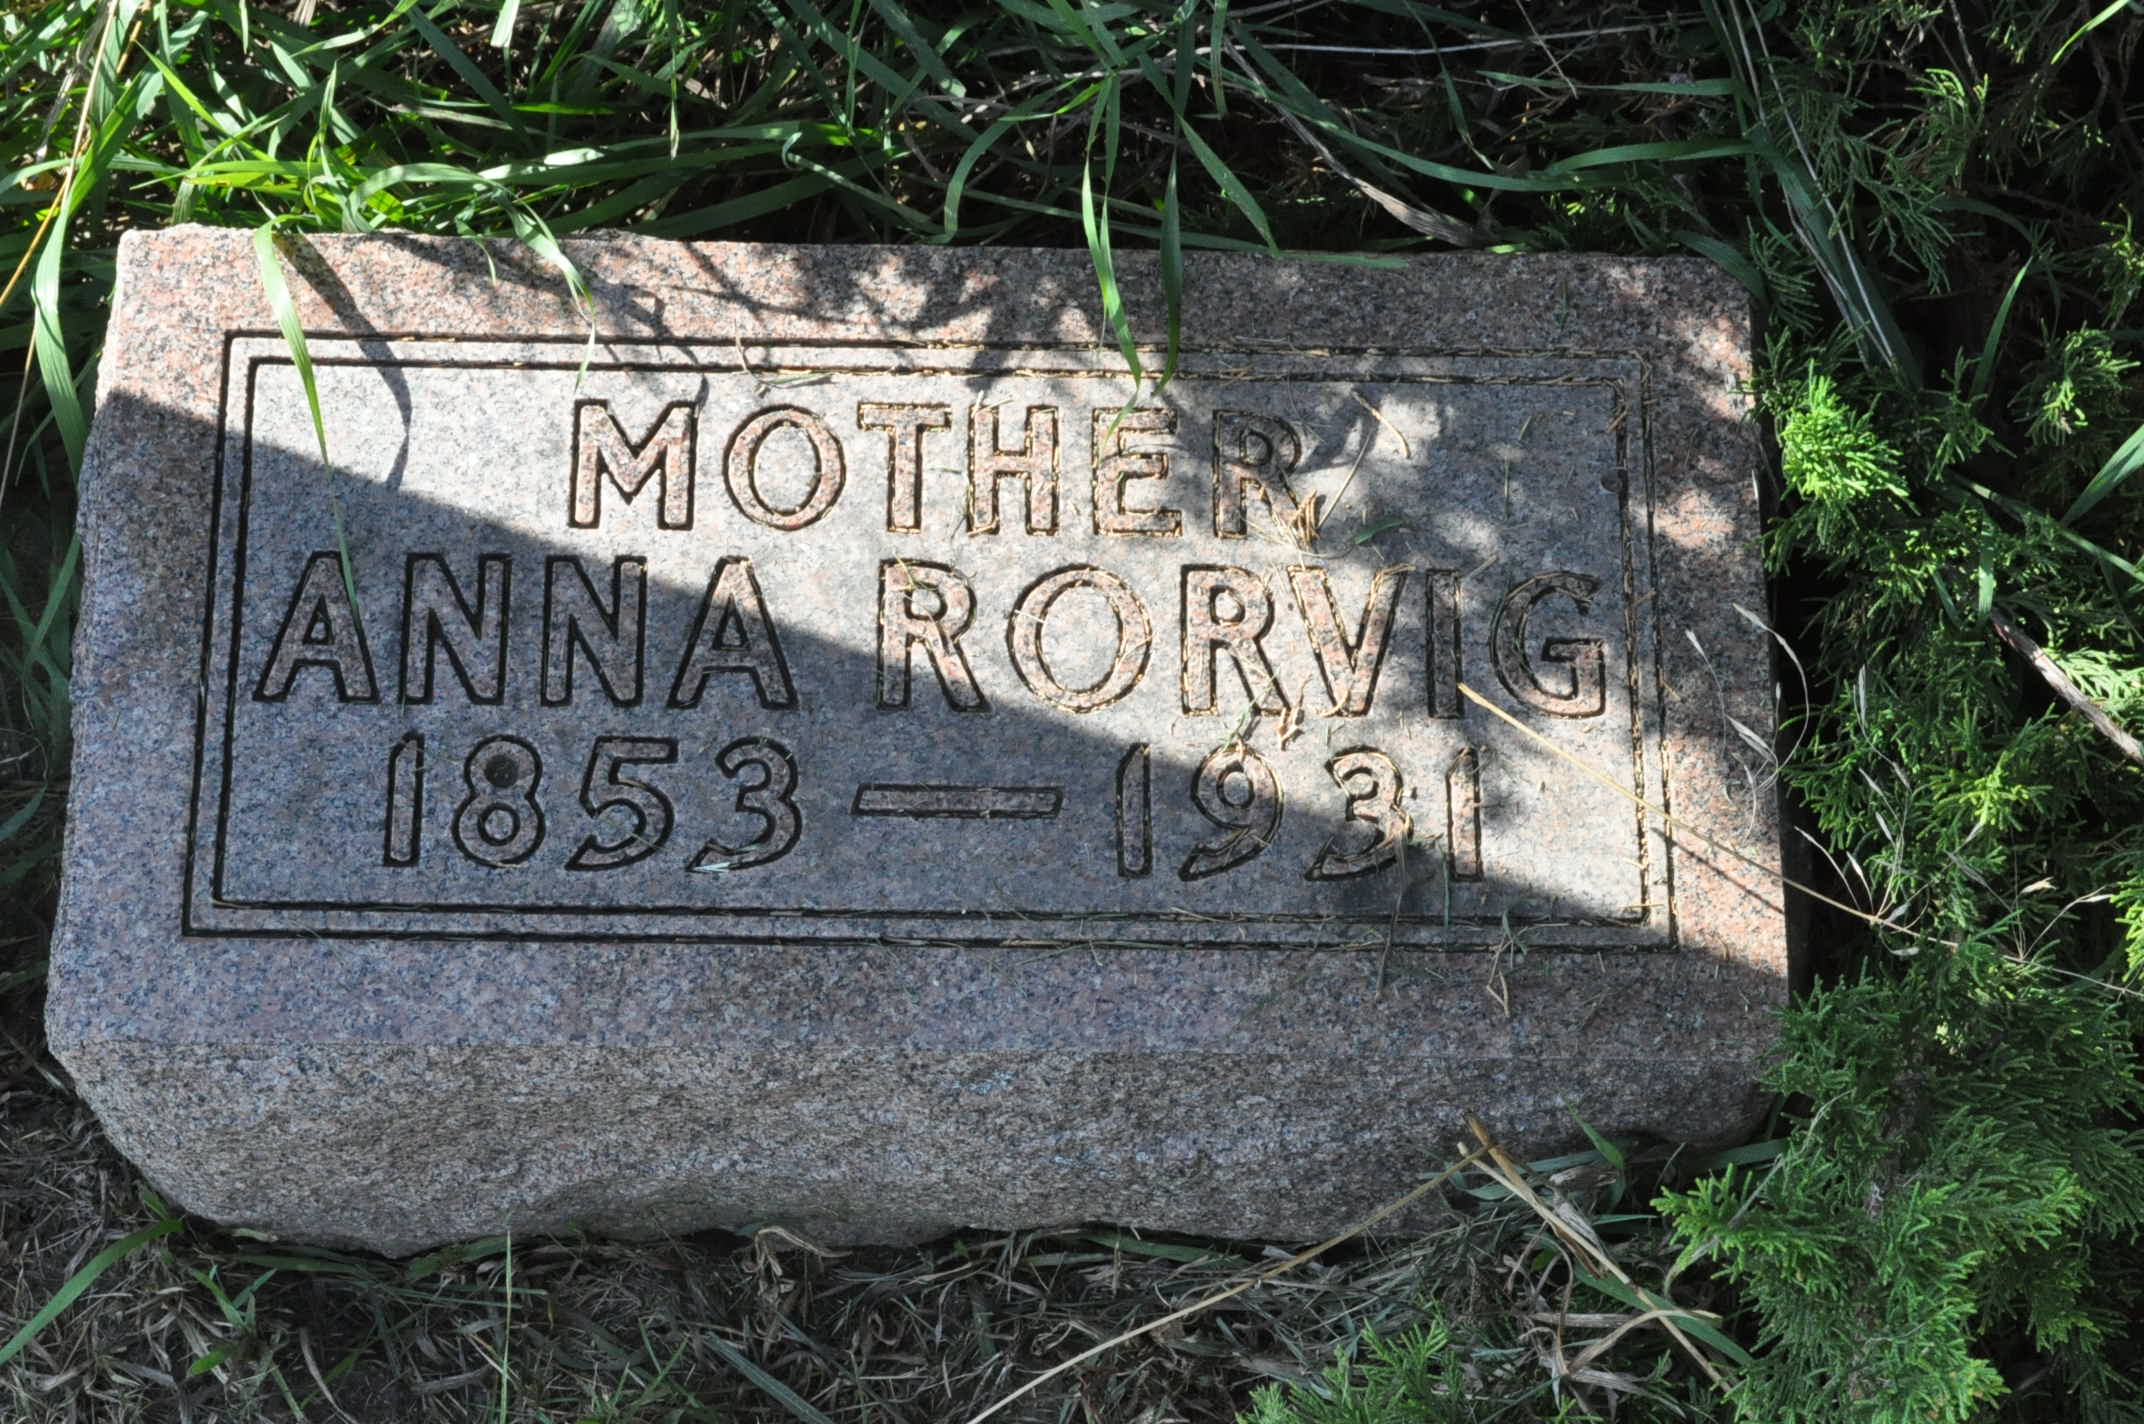 MOTHER
ANNA RORVIG
1853 — 1931